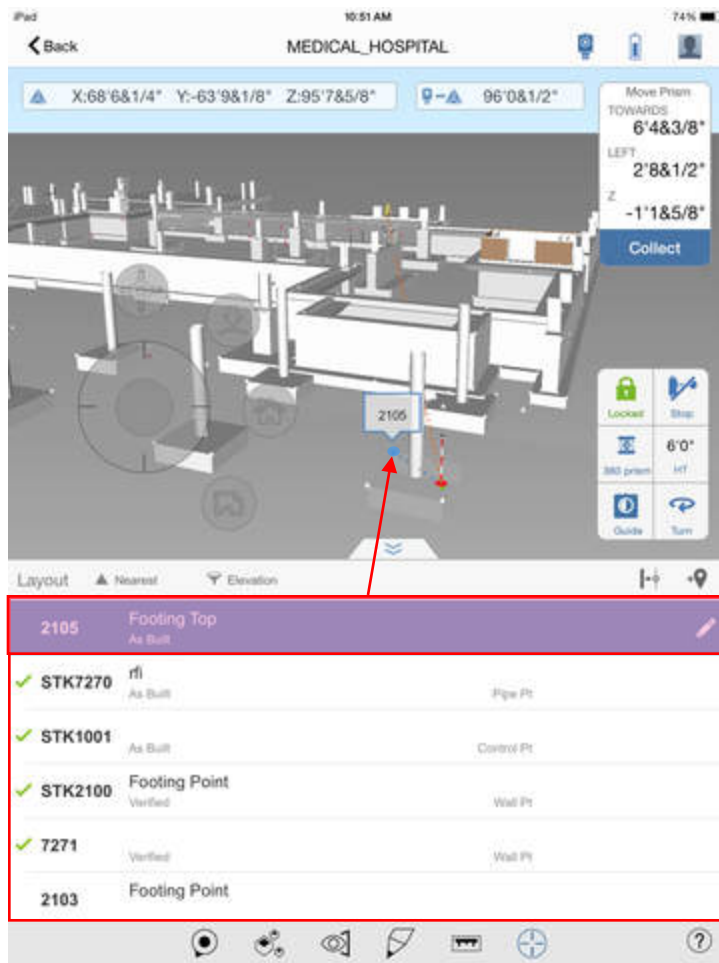 iPad 10:51 AM 74%
Back MEDICAL_HOSPITAL
X:68'6&1/4" Y:-63'9&1/8" Z:95'7&5/8" 96'0&1/2"
Move Prism
TOWARDS
6'4&3/8"
LEFT
2'8&1/2"
Z
-1'1&5/8"
Collect
2105
Locked Stop
6'0"
360 prism HT
Guide Turn
Layout Nearest Elevation
2105 Footing Top
As Built
STK7270 rfi
As Built Pipe Pt
STK1001
As Built Control Pt
STK2100 Footing Point
Verified Wall Pt
7271
Verified Wall Pt
2103 Footing Point
?